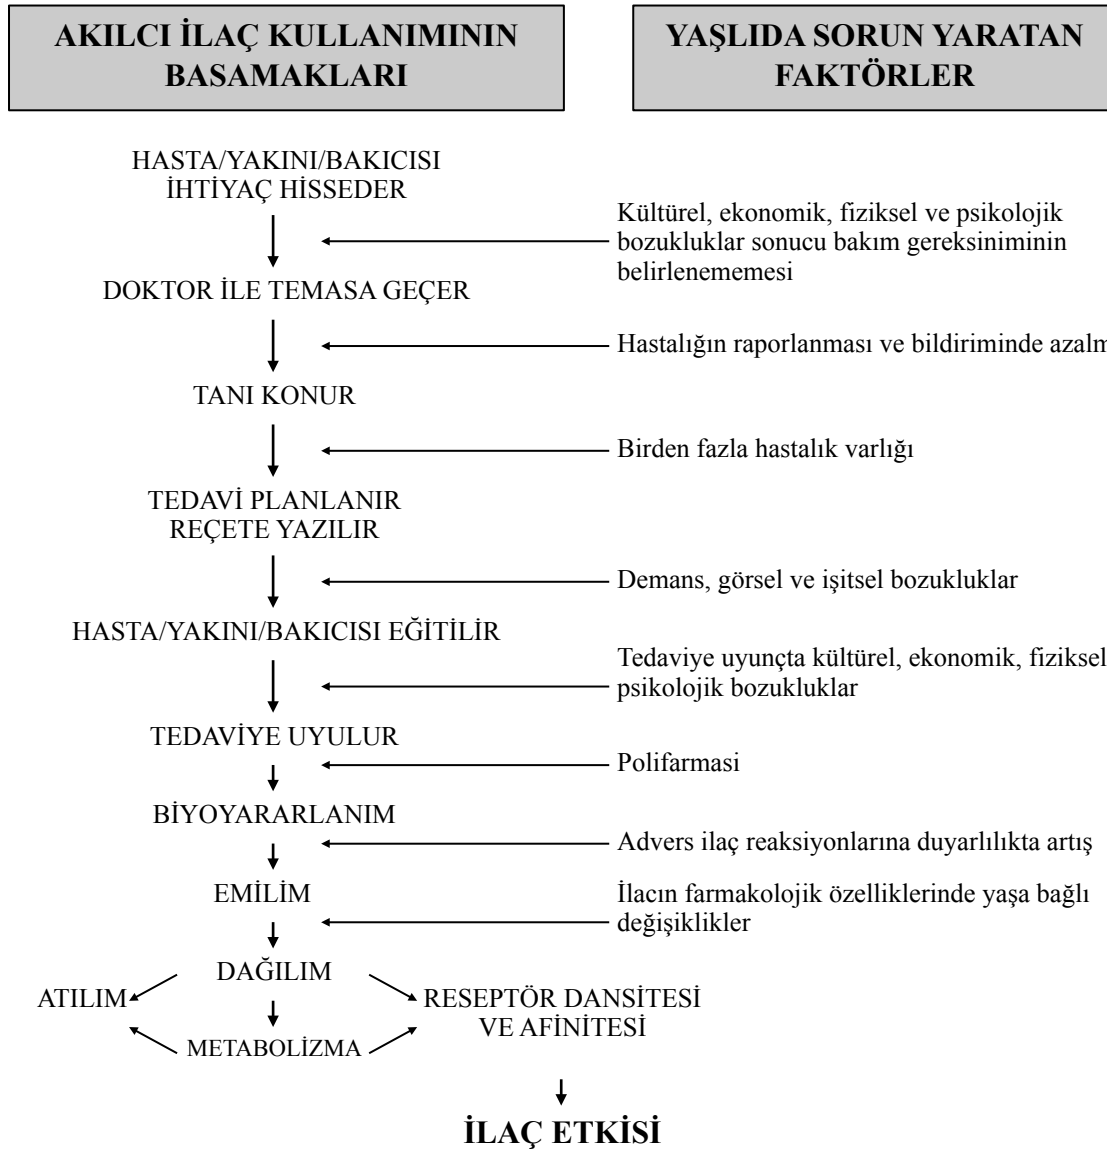 AKILCI İLAÇ KULLANIMININ
BASAMAKLARI
YAŞLIDA SORUN YARATAN
FAKTÖRLER
HASTA/YAKINI/BAKICISI
İHTİYAÇ HİSSEDER
Kültürel, ekonomik, fiziksel ve psikolojik
bozukluklar sonucu bakım gereksiniminin
belirlenememesi
DOKTOR İLE TEMASA GEÇER
Hastalığın raporlanması ve bildiriminde
TANI KONUR
Birden fazla hastalık varlığı
TEDAVİ PLANLANIR
REÇETE YAZILIR
Demans, görsel ve işitsel bozukluklar
HASTA/YAKINI/BAKICISI EĞİTİLİR
Tedaviye uyunçta kültürel, ekonomik, fiziksel
psikolojik bozukluklar
TEDAVİYE UYULUR
Polifarmasi
BİYOYARARLANIM
Advers ilaç reaksiyonlarına duyarlılıkta artış
EMİLİM
İlacın farmakolojik özelliklerinde yaşa bağlı
değişiklikler
DAĞILIM
ATILIM
RESEPTÖR DANSİTESİ
VE AFİNİTESİ
METABOLİZMA
İLAÇ ETKİSİ